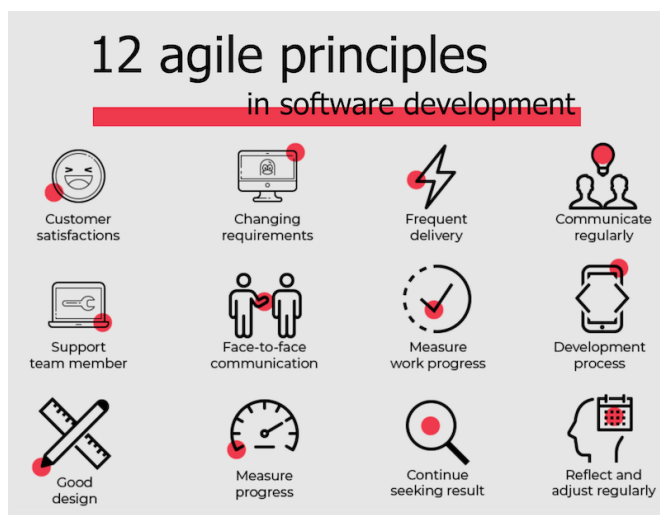 12 agile principles
in software development
Customer
satisfactions
Changing
requirements
Frequent
delivery
Communicate
regularly
Support
team member
Face-to-face
communication
Measure
work progress
Development
process
Good
design
Measure
progress
Continue
seeking result
Reflect and
adjust regularly